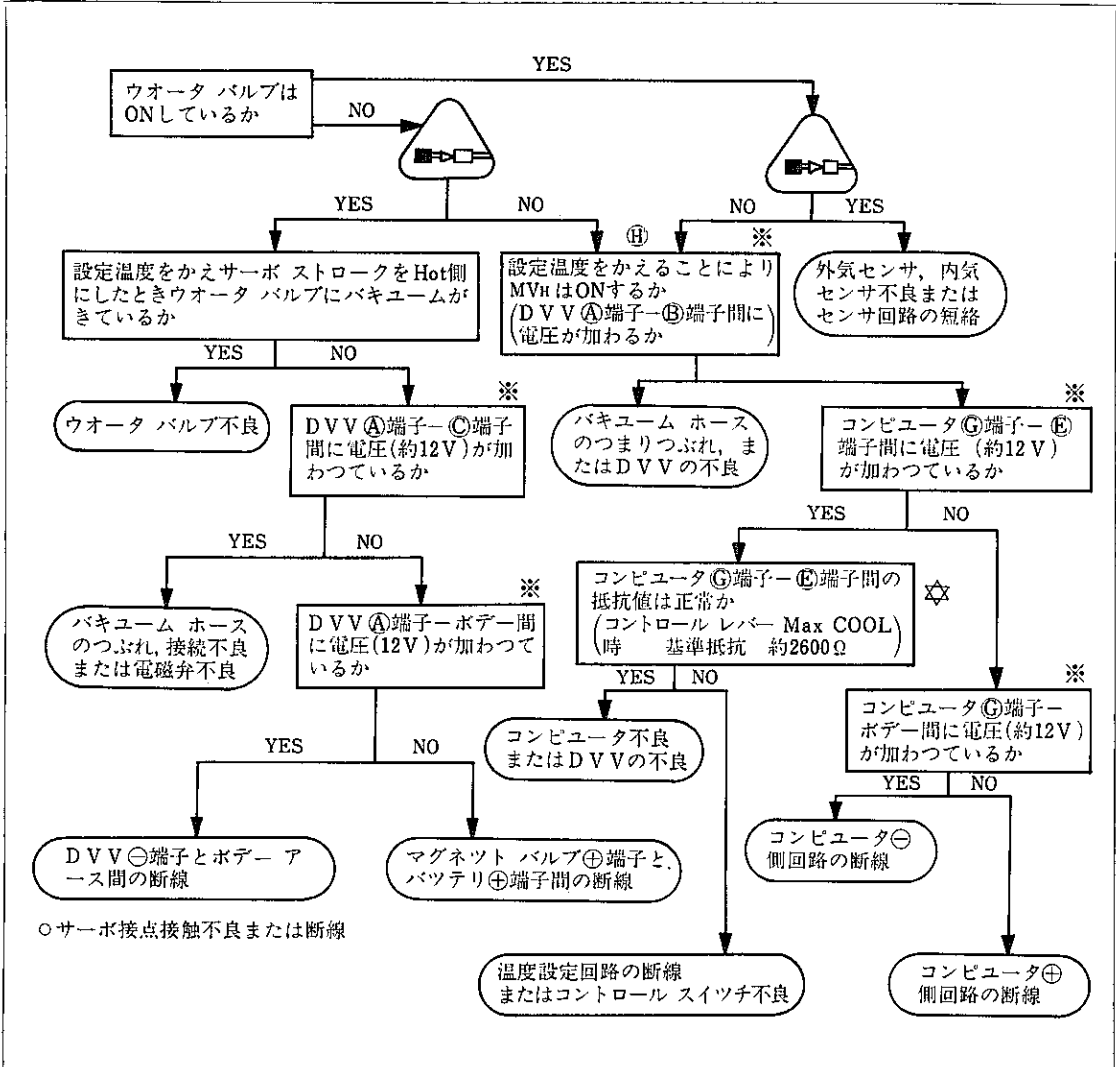 YES
ウオータ バルブは
ONしているか
NO
YES
NO
NO
YES
設定温度をかえサーボ ストロークをHot側
にしたときウオータ バルブにバキユームが
きているか
Ⓗ
※
設定温度をかえることにより
MVHはONするか
(DVVⒶ端子－Ⓑ端子間に
電圧が加わるか)
外気センサ, 内気
センサ不良または
センサ回路の短絡
YES
NO
ウオータ バルブ不良
※
DVVⒶ端子－Ⓒ端子
間に電圧(約12V)が加
わつているか
バキユーム ホース
のつまりつぶれ, ま
たはDVVの不良
※
コンピユータⒼ端子－Ⓔ
端子間に電圧 (約12V)
が加わつているか
YES
NO
YES
NO
バキユーム ホース
のつぶれ, 接続不良
または電磁弁不良
※
DVVⒶ端子－ボデー間
に電圧(12V)が加わつて
いるか
コンピユータⒼ端子－Ⓔ端子間の
抵抗値は正常か
(コントロール レバー Max COOL
時 基準抵抗 約2600Ω)
✡
YES
NO
コンピユータ不良
またはDVVの不良
※
コンピユータⒼ端子－
ボデー間に電圧(約12V)
が加わつているか
YES
NO
YES
NO
DVV⊖端子とボデー ア
ース間の断線
マグネツト バルブ⊕端子と,
バツテリ⊕端子間の断線
コンピユータ⊖
側回路の断線
○サーボ接点接触不良または断線
温度設定回路の断線
またはコントロール スイツチ不良
コンピユータ⊕
側回路の断線